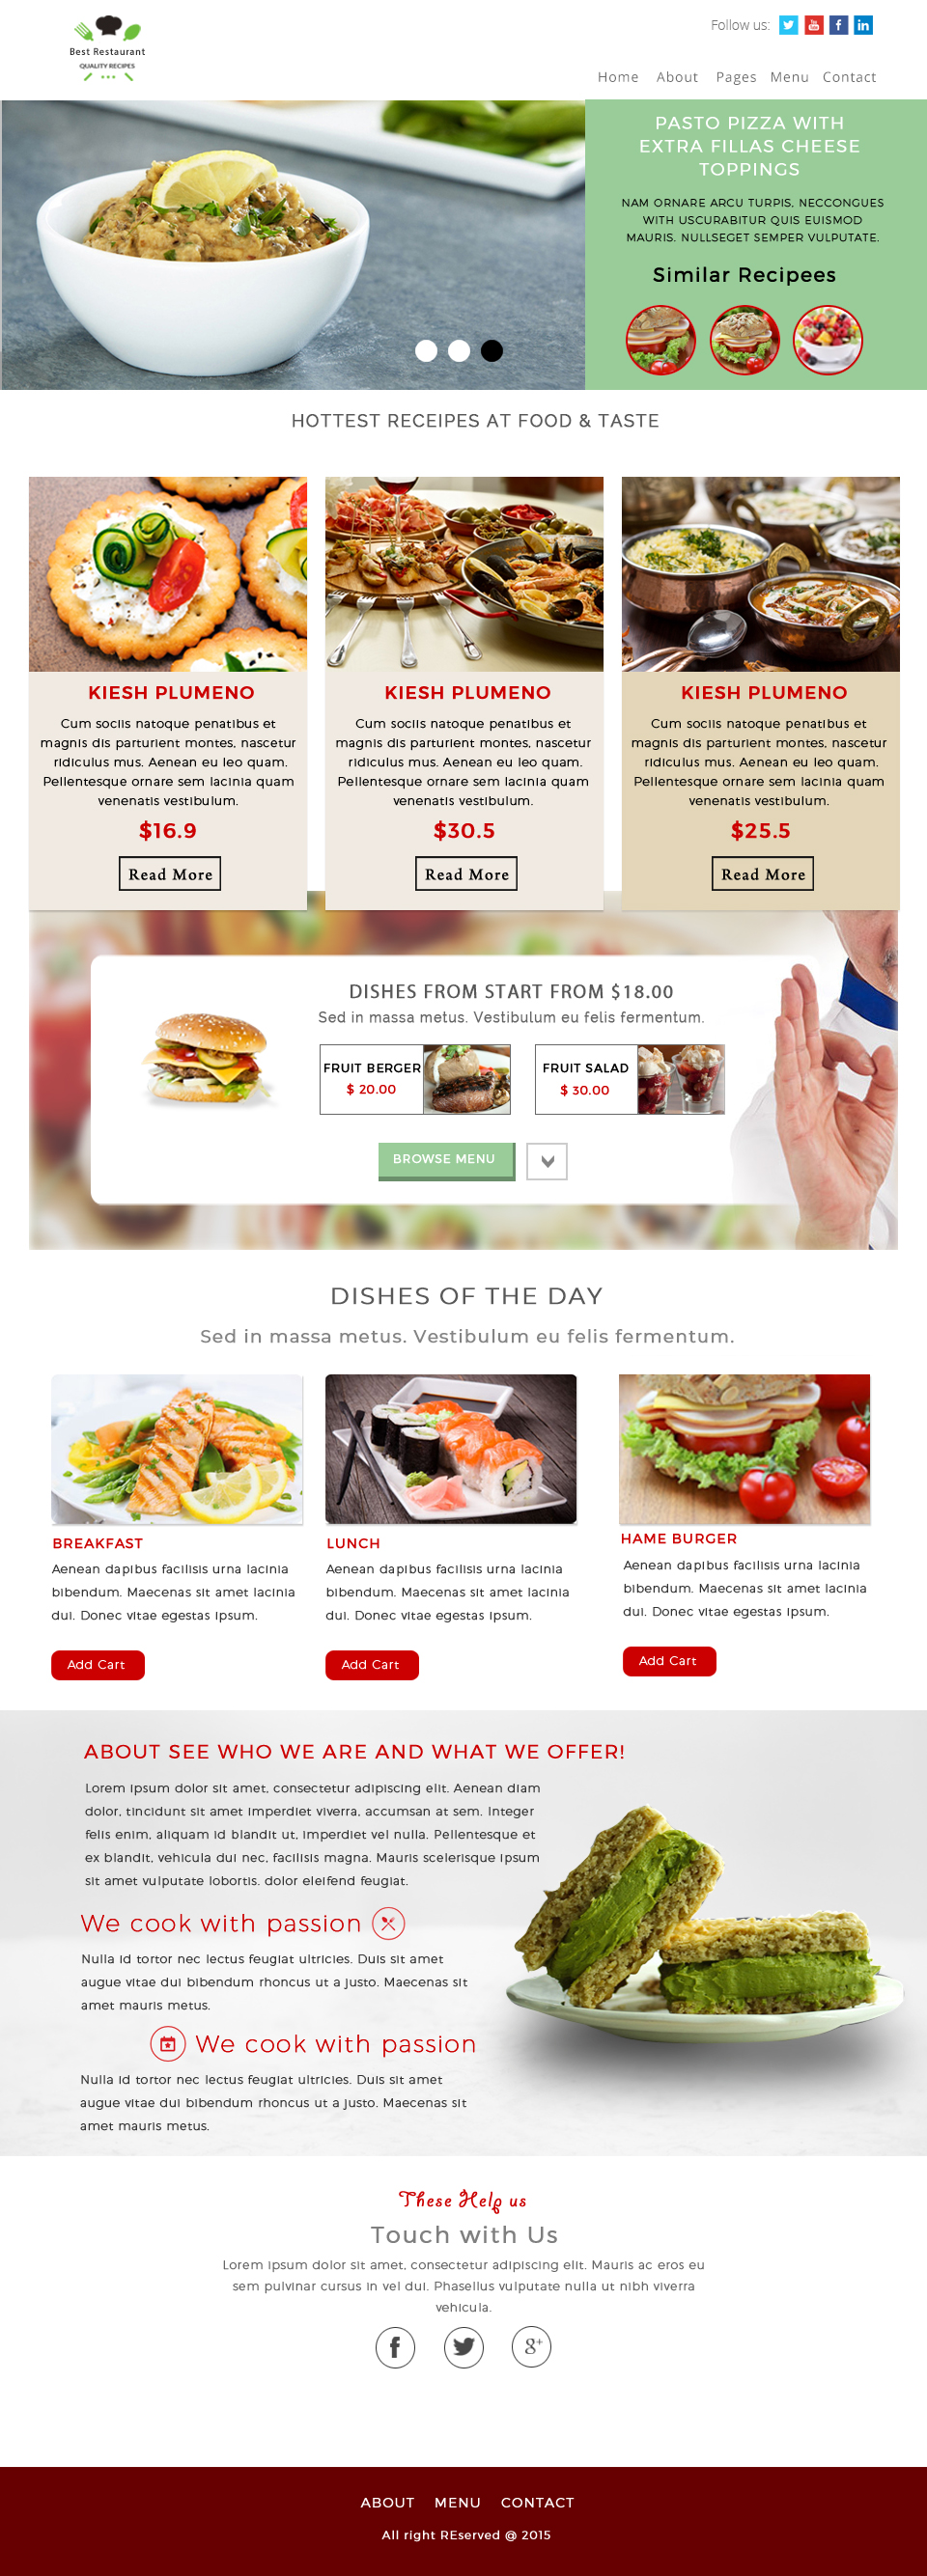 Best Restaurant
QUALITY RECIPES
Follow us:
Home About Pages Menu Contact
PASTO PIZZA WITH
EXTRA FILLAS CHEESE
TOPPINGS
NAM ORNARE ARCU TURPIS, NECCONGUES
WITH USCURABITUR QUIS EUISMOD
MAURIS. NULLSEGET SEMPER VULPUTATE.
Similar Recipees
HOTTEST RECEIPES AT FOOD & TASTE
KIESH PLUMENO
Cum sociis natoque penatibus et
magnis dis parturient montes, nascetur
ridiculus mus. Aenean eu leo quam.
Pellentesque ornare sem lacinia quam
venenatis vestibulum.
$16.9
Read More
KIESH PLUMENO
Cum sociis natoque penatibus et
magnis dis parturient montes, nascetur
ridiculus mus. Aenean eu leo quam.
Pellentesque ornare sem lacinia quam
venenatis vestibulum.
$30.5
Read More
KIESH PLUMENO
Cum sociis natoque penatibus et
magnis dis parturient montes, nascetur
ridiculus mus. Aenean eu leo quam.
Pellentesque ornare sem lacinia quam
venenatis vestibulum.
$25.5
Read More
DISHES FROM START FROM $18.00
Sed in massa metus. Vestibulum eu felis fermentum.
FRUIT BERGER
$ 20.00
FRUIT SALAD
$ 30.00
BROWSE MENU
DISHES OF THE DAY
Sed in massa metus. Vestibulum eu felis fermentum.
BREAKFAST
Aenean dapibus facilisis urna lacinia
bibendum. Maecenas sit amet lacinia
dui. Donec vitae egestas ipsum.
Add Cart
LUNCH
Aenean dapibus facilisis urna lacinia
bibendum. Maecenas sit amet lacinia
dui. Donec vitae egestas ipsum.
Add Cart
HAME BURGER
Aenean dapibus facilisis urna lacinia
bibendum. Maecenas sit amet lacinia
dui. Donec vitae egestas ipsum.
Add Cart
ABOUT SEE WHO WE ARE AND WHAT WE OFFER!
Lorem ipsum dolor sit amet, consectetur adipiscing elit. Aenean diam
dolor, tincidunt sit amet imperdiet viverra, accumsan at sem. Integer
felis enim, aliquam id blandit ut, imperdiet vel nulla. Pellentesque et
ex blandit, vehicula dui nec, facilisis magna. Mauris scelerisque ipsum
sit amet vulputate lobortis. dolor eleifend feugiat.
We cook with passion
Nulla id tortor nec lectus feugiat ultricies. Duis sit amet
augue vitae dui bibendum rhoncus ut a justo. Maecenas sit
amet mauris metus.
We cook with passion
Nulla id tortor nec lectus feugiat ultricies. Duis sit amet
augue vitae dui bibendum rhoncus ut a justo. Maecenas sit
amet mauris metus.
These Help us
Touch with Us
Lorem ipsum dolor sit amet, consectetur adipiscing elit. Mauris ac eros eu
sem pulvinar cursus in vel dui. Phasellus vulputate nulla ut nibh viverra
vehicula.
ABOUT MENU CONTACT
All right REserved @ 2015